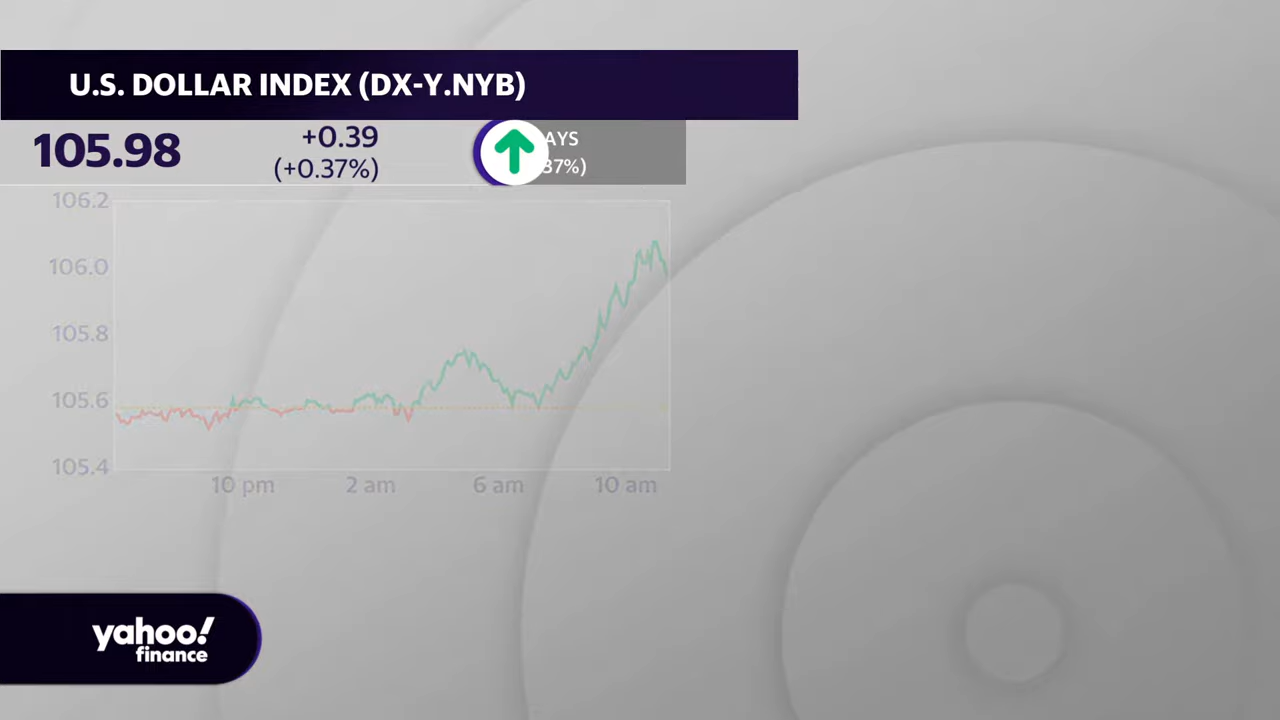 U.S. DOLLAR INDEX (DX-Y.NYB)
105.98
+0.39
(+0.37%)
106.2
106.0
105.8
105.6
105.4
10 pm
2 am
6 am
10 am
yahoo!
finance